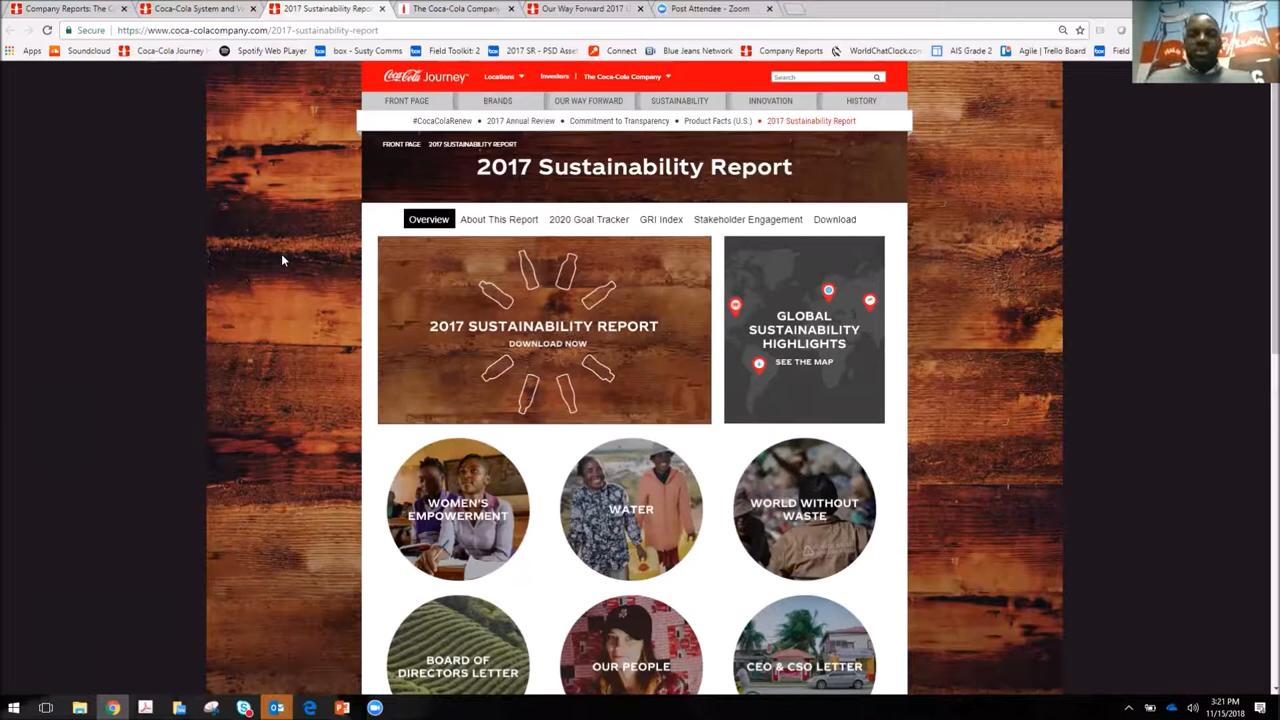 Company Reports: The C
Coca-Cola System and V
2017 Sustainability Repor
The Coca-Cola Company
Our Way Forward 2017 U
Post Attendee - Zoom
Secure
https://www.coca-colacompany.com/2017-sustainability-report
Apps
Soundcloud
Coca-Cola Journey H
Spotify Web PLayer
box - Susty Comms
Field Toolkit: 2
2017 SR - PSD Asset
Connect
Blue Jeans Network
Company Reports
WorldChatClock.com
AIS Grade 2
Agile | Trello Board
Field
Coca-Cola Journey
Locations
Investors
The Coca-Cola Company
Search
FRONT PAGE
BRANDS
OUR WAY FORWARD
SUSTAINABILITY
INNOVATION
HISTORY
#CocaColaRenew • 2017 Annual Review • Commitment to Transparency • Product Facts (U.S.) • 2017 Sustainability Report
FRONT PAGE 2017 SUSTAINABILITY REPORT
2017 Sustainability Report
Overview
About This Report
2020 Goal Tracker
GRI Index
Stakeholder Engagement
Download
2017 SUSTAINABILITY REPORT
DOWNLOAD NOW
GLOBAL
SUSTAINABILITY
HIGHLIGHTS
SEE THE MAP
WOMEN'S
EMPOWERMENT
WATER
WORLD WITHOUT
WASTE
BOARD OF
DIRECTORS LETTER
OUR PEOPLE
CEO & CSO LETTER
3:21 PM
11/15/2018